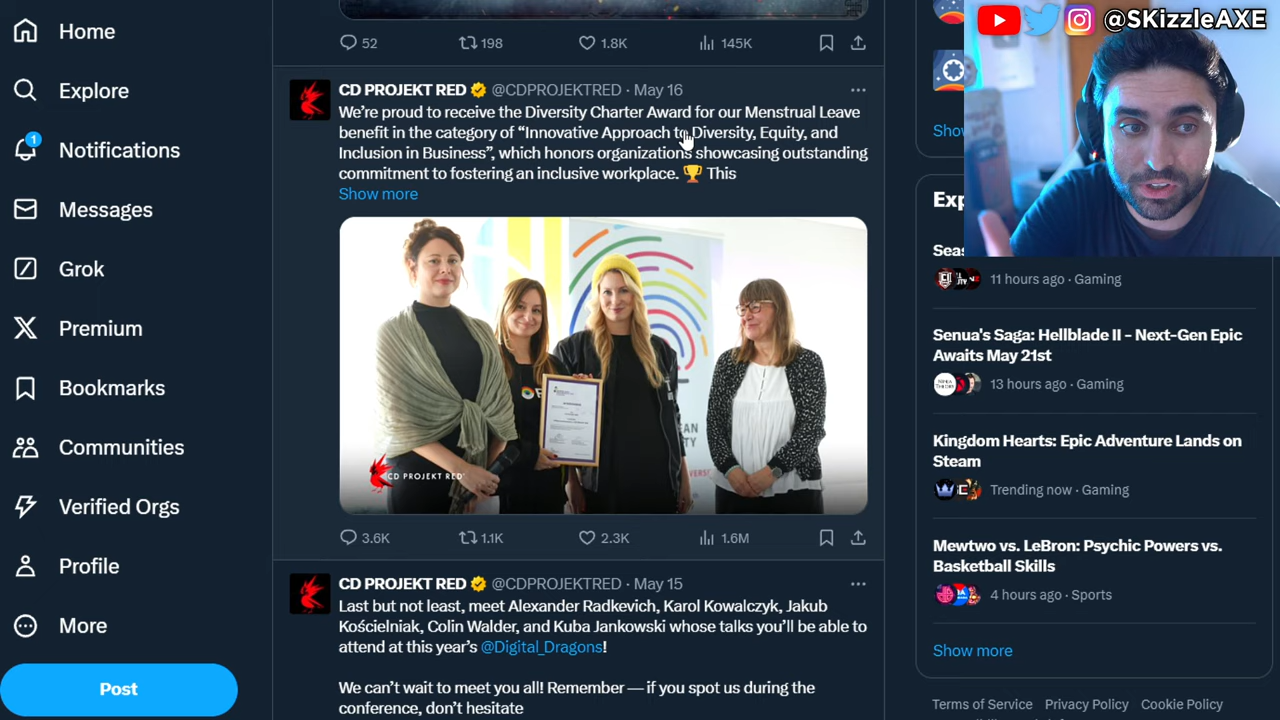 Home
Explore
1
Notifications
Messages
Grok
Premium
Bookmarks
Communities
Verified Orgs
Profile
More
Post
52
198
1.8K
145K
CD PROJEKT RED @CDPROJEKTRED · May 16
We're proud to receive the Diversity Charter Award for our Menstrual Leave
benefit in the category of “Innovative Approach to Diversity, Equity, and
Inclusion in Business”, which honors organizations showcasing outstanding
commitment to fostering an inclusive workplace. 🏆 This
Show more
CD PROJEKT RED
3.6K
1.1K
2.3K
1.6M
CD PROJEKT RED @CDPROJEKTRED · May 15
Last but not least, meet Alexander Radkevich, Karol Kowalczyk, Jakub
Kościelniak, Colin Walder, and Kuba Jankowski whose talks you'll be able to
attend at this year's @Digital_Dragons!
We can't wait to meet you all! Remember — if you spot us during the
conference, don't hesitate
@SKizzleAXE
11 hours ago · Gaming
Senua's Saga: Hellblade II – Next-Gen Epic
Awaits May 21st
13 hours ago · Gaming
Kingdom Hearts: Epic Adventure Lands on
Steam
Trending now · Gaming
Mewtwo vs. LeBron: Psychic Powers vs.
Basketball Skills
4 hours ago · Sports
Show more
Terms of Service Privacy Policy Cookie Policy